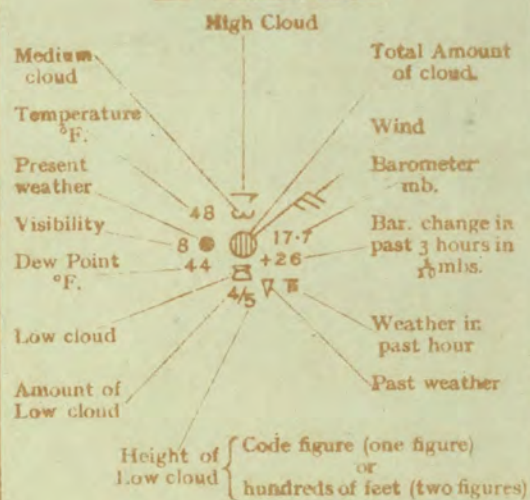 High Cloud
Medium
cloud
Total Amount
of cloud.
Temperature
°F.
Wind
Present
weather
Barometer
mb.
48
Visibility
8
17·7
Bar. change in
past 3 hours in
1/10 mbs.
+26
Dew Point
°F.
44
Low cloud
4/5
Weather in
past hour
Amount of
Low cloud
Past weather
Height of
Low cloud
Code figure (one figure)
or
hundreds of feet (two figures)